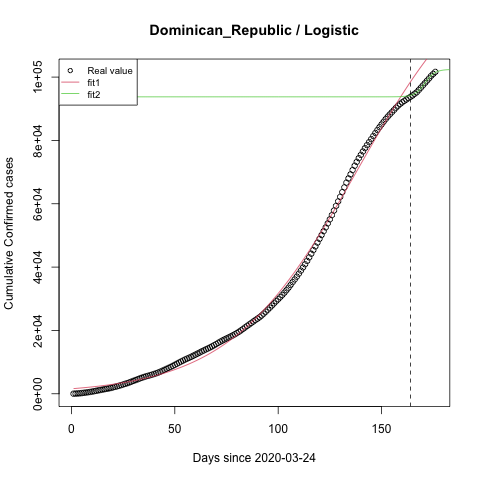 Dominican_Republic / Logistic
Real value
fit1
fit2
Cumulative Confirmed cases
0e+00
2e+04
4e+04
6e+04
8e+04
1e+05
0
50
100
150
Days since 2020-03-24